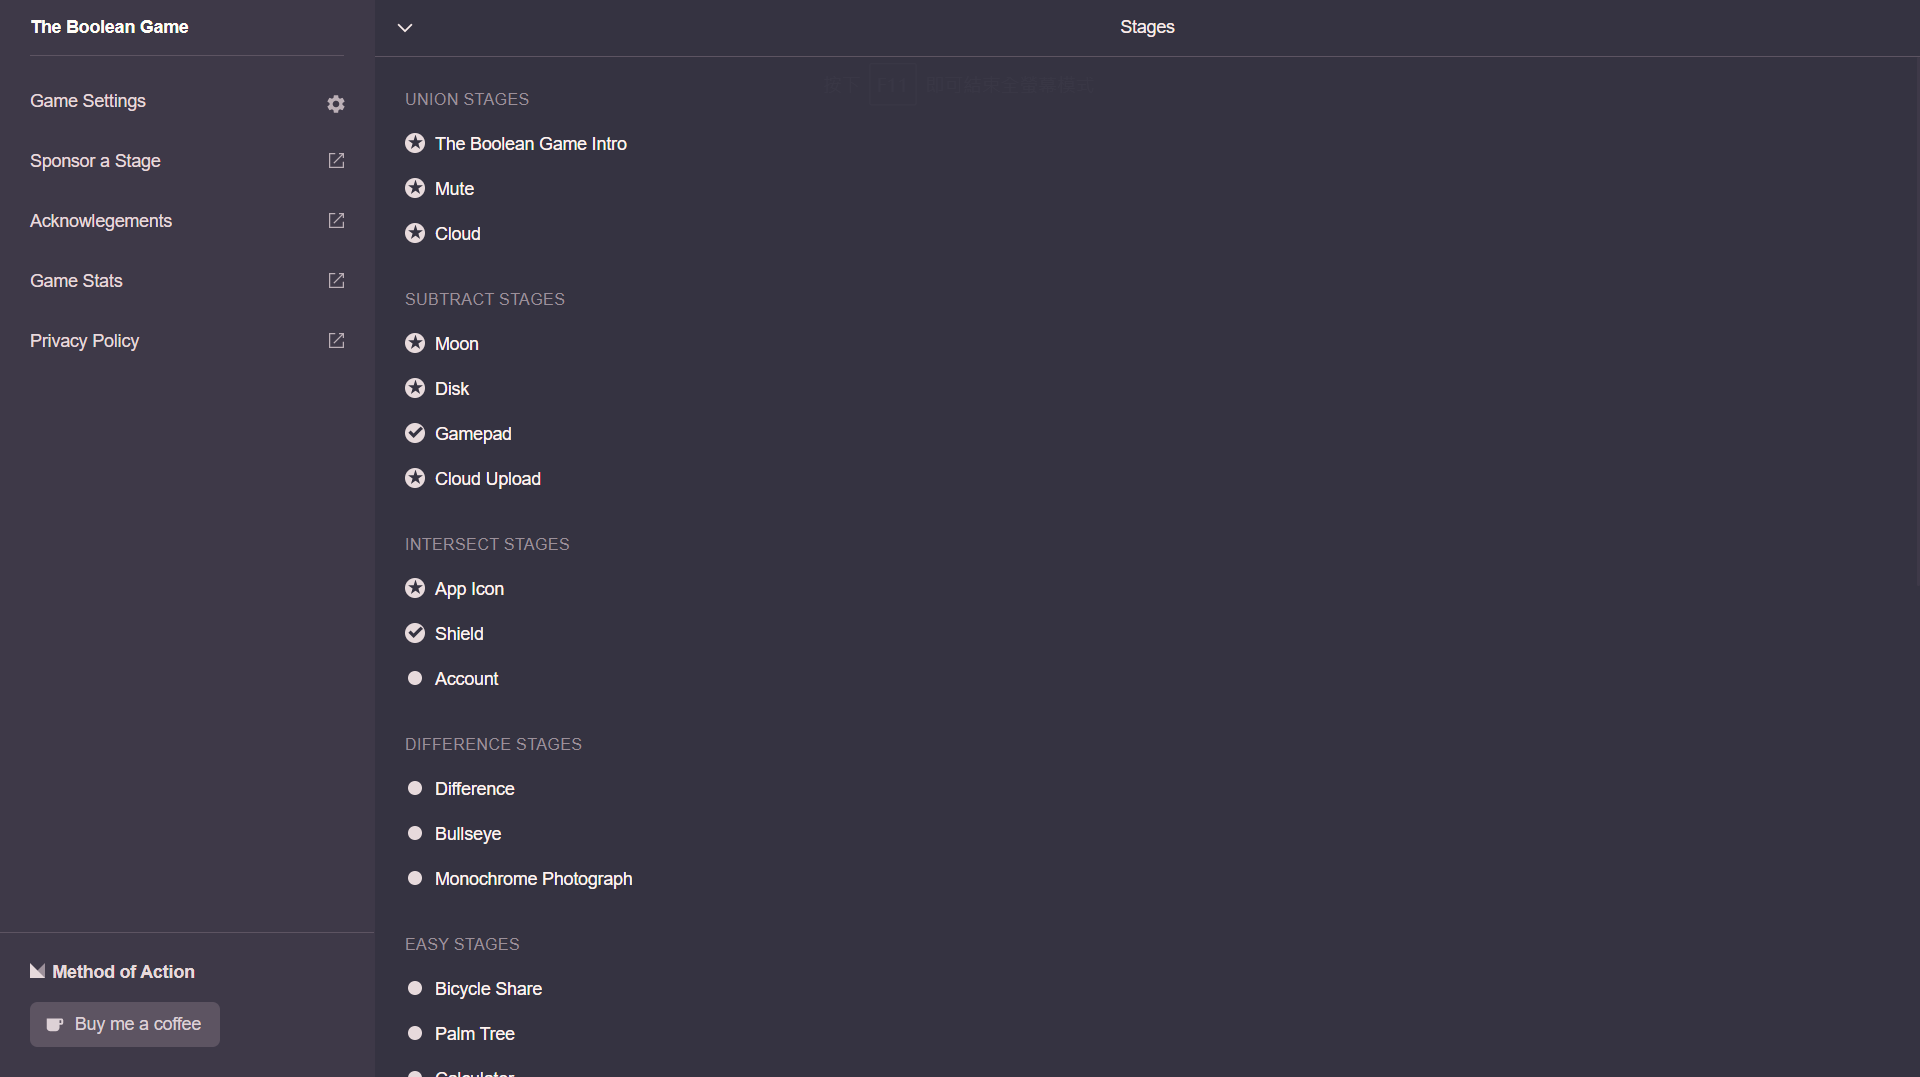 The Boolean Game
Game Settings
Sponsor a Stage
Acknowlegements
Game Stats
Privacy Policy
Method of Action
Buy me a coffee
Stages
UNION STAGES
The Boolean Game Intro
Mute
Cloud
SUBTRACT STAGES
Moon
Disk
Gamepad
Cloud Upload
INTERSECT STAGES
App Icon
Shield
Account
DIFFERENCE STAGES
Difference
Bullseye
Monochrome Photograph
EASY STAGES
Bicycle Share
Palm Tree